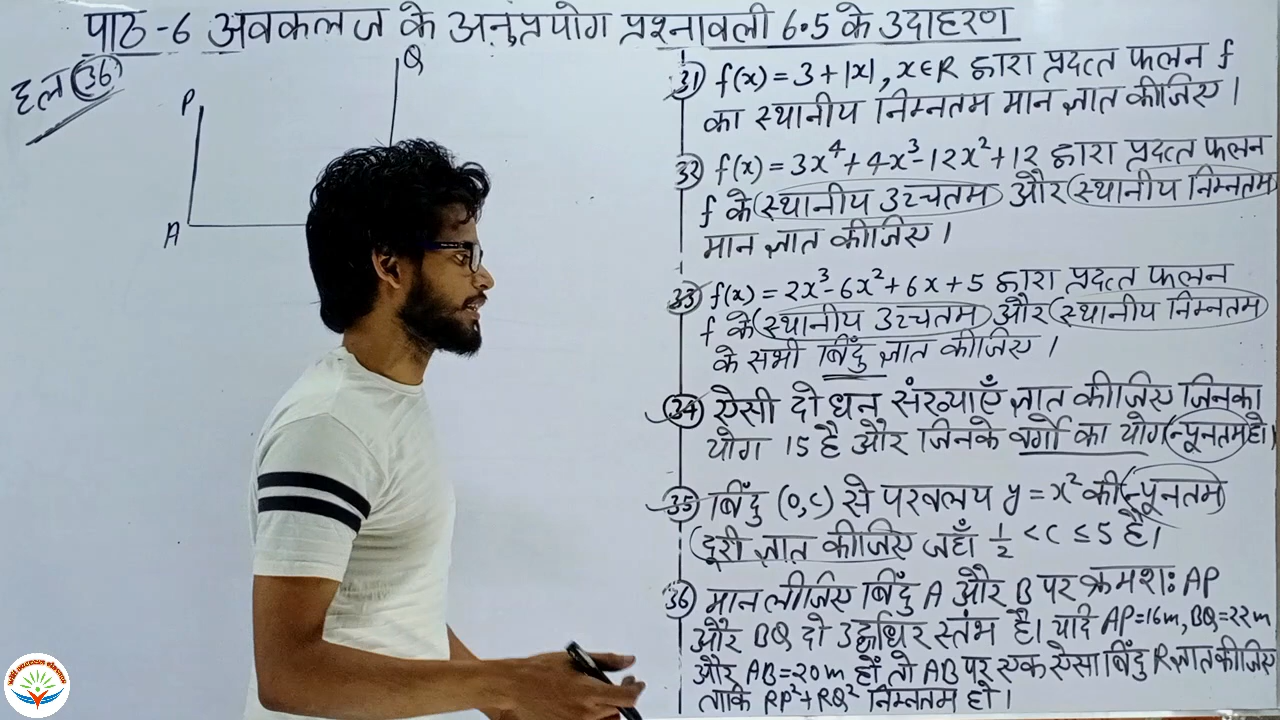 पाठ -6 अवकलज के अनुप्रयोग प्रश्नावली 6.5 के उदाहरण
हल (36)
P
Q
A
31) f(x) = 3 + |x|, x∈R द्वारा प्रदत्त फलन f
का स्थानीय निम्नतम मान ज्ञात कीजिए।
32) f(x) = 3x⁴ + 4x³ - 12x² + 12 द्वारा प्रदत्त फलन
f के स्थानीय उच्चतम और स्थानीय निम्नतम
मान ज्ञात कीजिए।
33) f(x) = 2x³ - 6x² + 6x + 5 द्वारा प्रदत्त फलन
f के स्थानीय उच्चतम और स्थानीय निम्नतम
के सभी बिंदु ज्ञात कीजिए।
34) ऐसी दो धन संख्याएँ ज्ञात कीजिए जिनका
योग 15 है और जिनके वर्गो का योग न्यूनतम हो।
35) बिंदु (0,c) से परवलय y = x² की न्यूनतम
दूरी ज्ञात कीजिए जहाँ 1/2 < c ≤ 5 है।
36) मान लीजिए बिंदु A और B पर क्रमशः AP
और BQ दो उर्द्धाधर स्तंभ है। यदि AP=16m, BQ=22m
और AB=20m हों तो AB पर एक ऐसा बिंदु R ज्ञात कीजिए
ताकि RP² + RQ² निम्नतम हो।